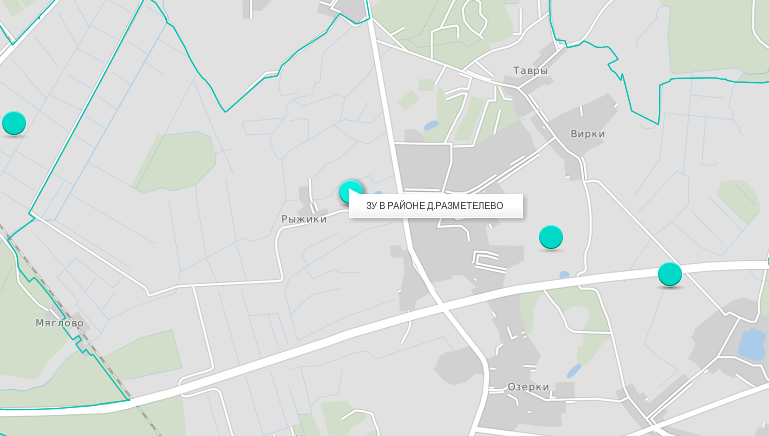 Тавры
Вирки
ЗУ В РАЙОНЕ Д.РАЗМЕТЕЛЕВО
Рыжики
Мяглово
Озерки